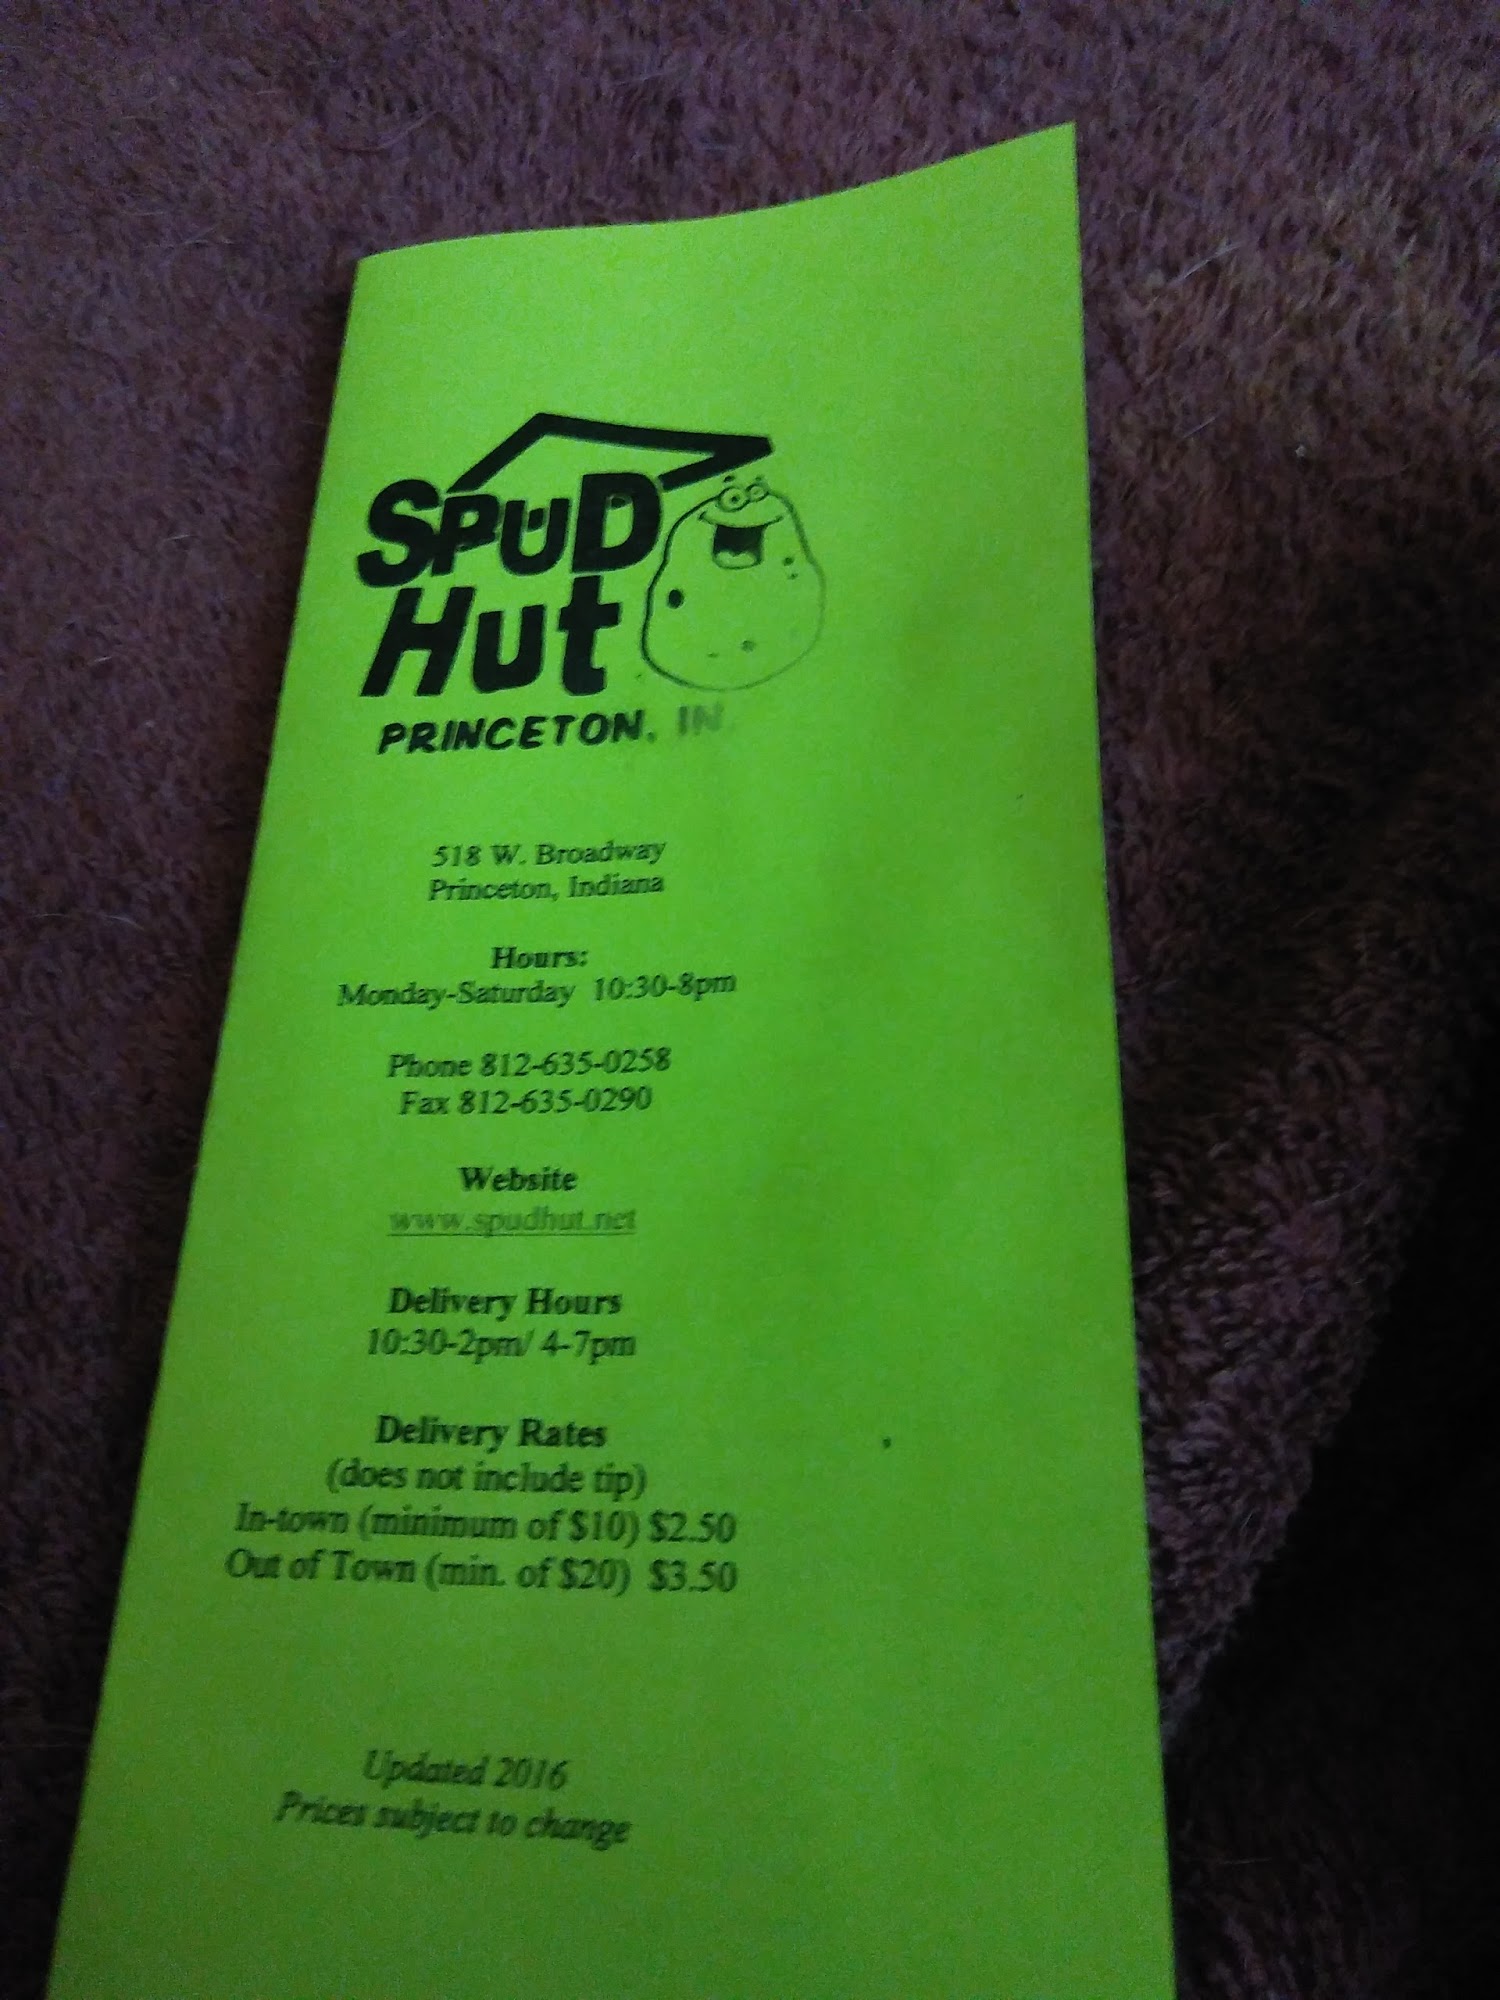 SPUD
Hut
PRINCETON, IN.
518 W. Broadway
Princeton, Indiana
Hours:
Monday-Saturday 10:30-8pm
Phone 812-635-0258
Fax 812-635-0290
Website
www.spudhut.net
Delivery Hours
10:30-2pm/ 4-7pm
Delivery Rates
(does not include tip)
In-town (minimum of $10) $2.50
Out of Town (min. of $20) $3.50
Updated 2016
Prices subject to change